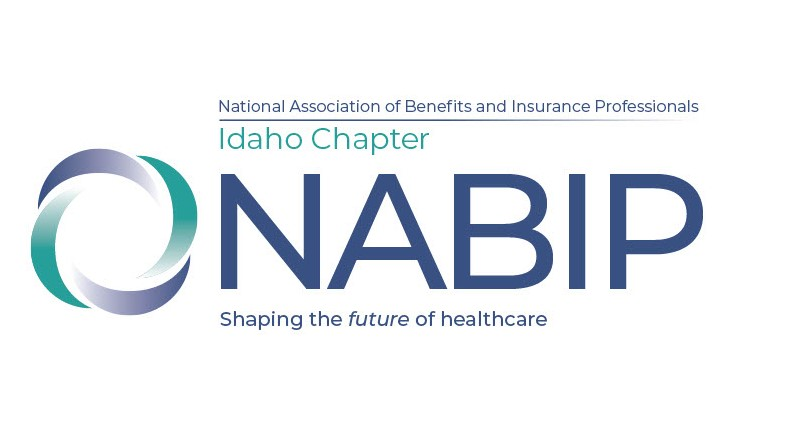 National Association of Benefits and Insurance Professionals
Idaho Chapter
NABIP
Shaping the future of healthcare